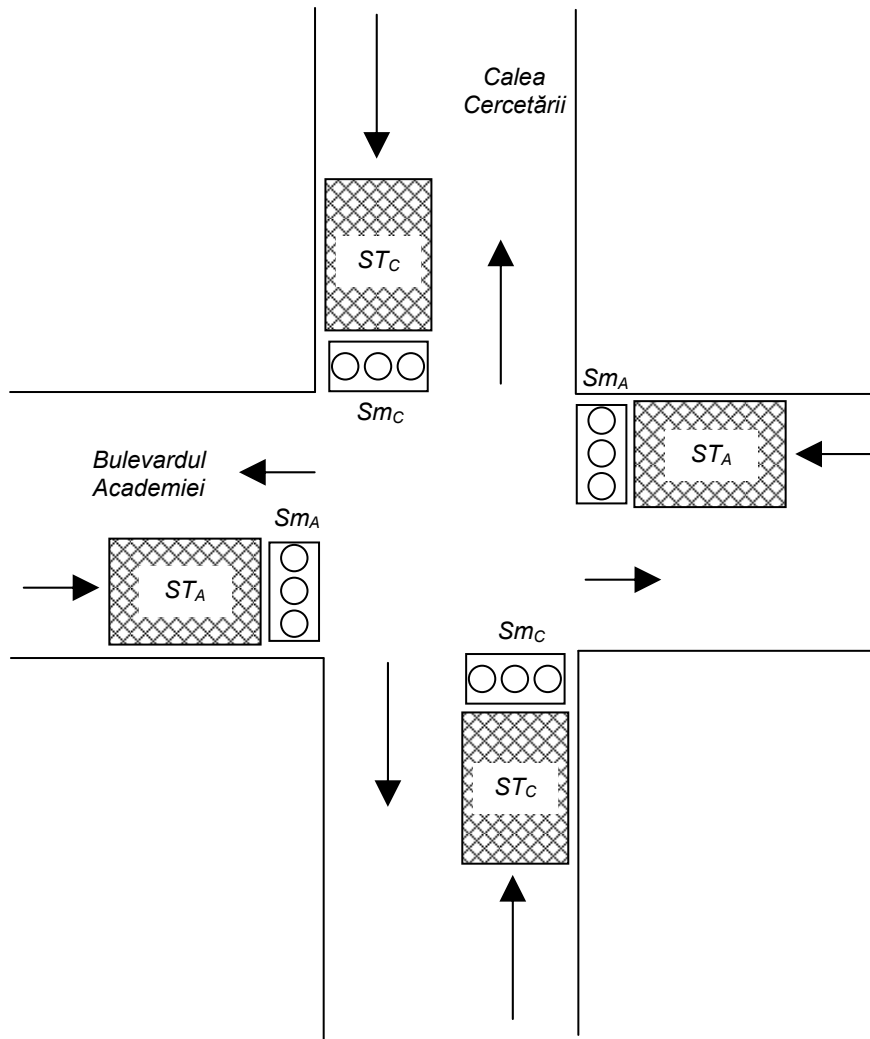 Calea
Cercetării
ST_C
Sm_A
Sm_C
ST_A
Bulevardul
Academiei
Sm_A
ST_A
Sm_C
ST_C